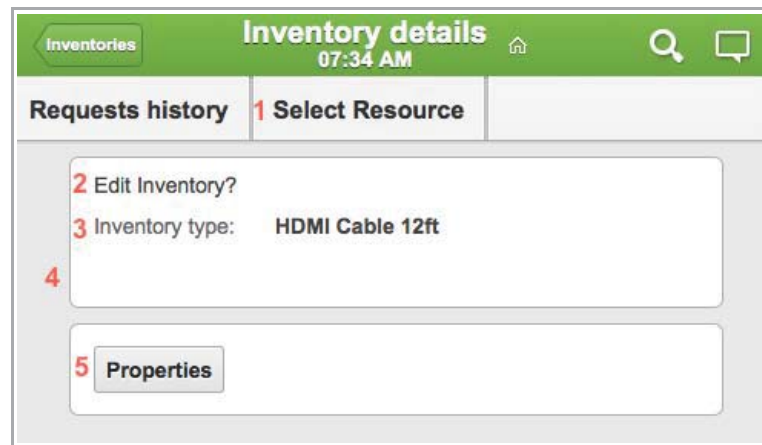 Inventories
Inventory details
07:34 AM
Requests history
1 Select Resource
2 Edit Inventory?
3 Inventory type: HDMI Cable 12ft
4
5 Properties